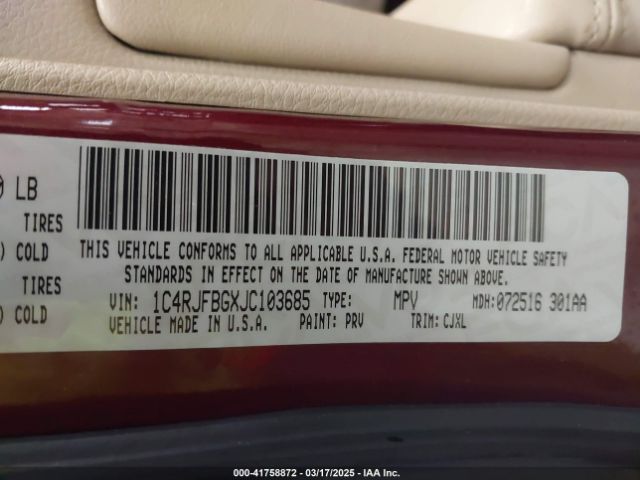 LB
TIRES
COLD
TIRES
COLD
THIS VEHICLE CONFORMS TO ALL APPLICABLE U.S.A. FEDERAL MOTOR VEHICLE SAFETY
STANDARDS IN EFFECT ON THE DATE OF MANUFACTURE SHOWN ABOVE.
VIN: 1C4RJFBGXJC103685 TYPE: MPV MDH:072516 301AA
VEHICLE MADE IN U.S.A. PAINT: PRV TRIM: CJXL
000-41758872 - 03/17/2025 - IAA Inc.